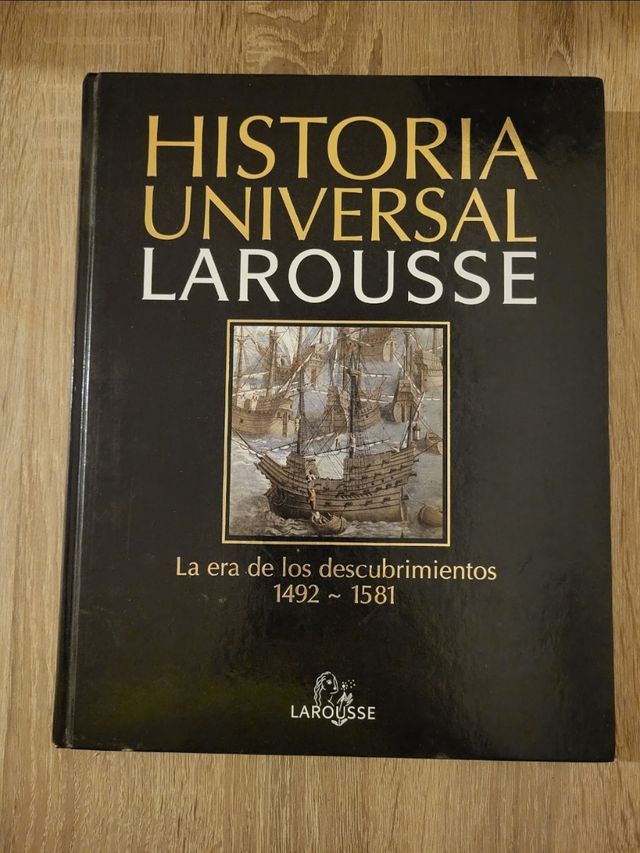 HISTORIA
UNIVERSAL
LAROUSSE
La era de los descubrimientos
1492 ~ 1581
LAROUSSE